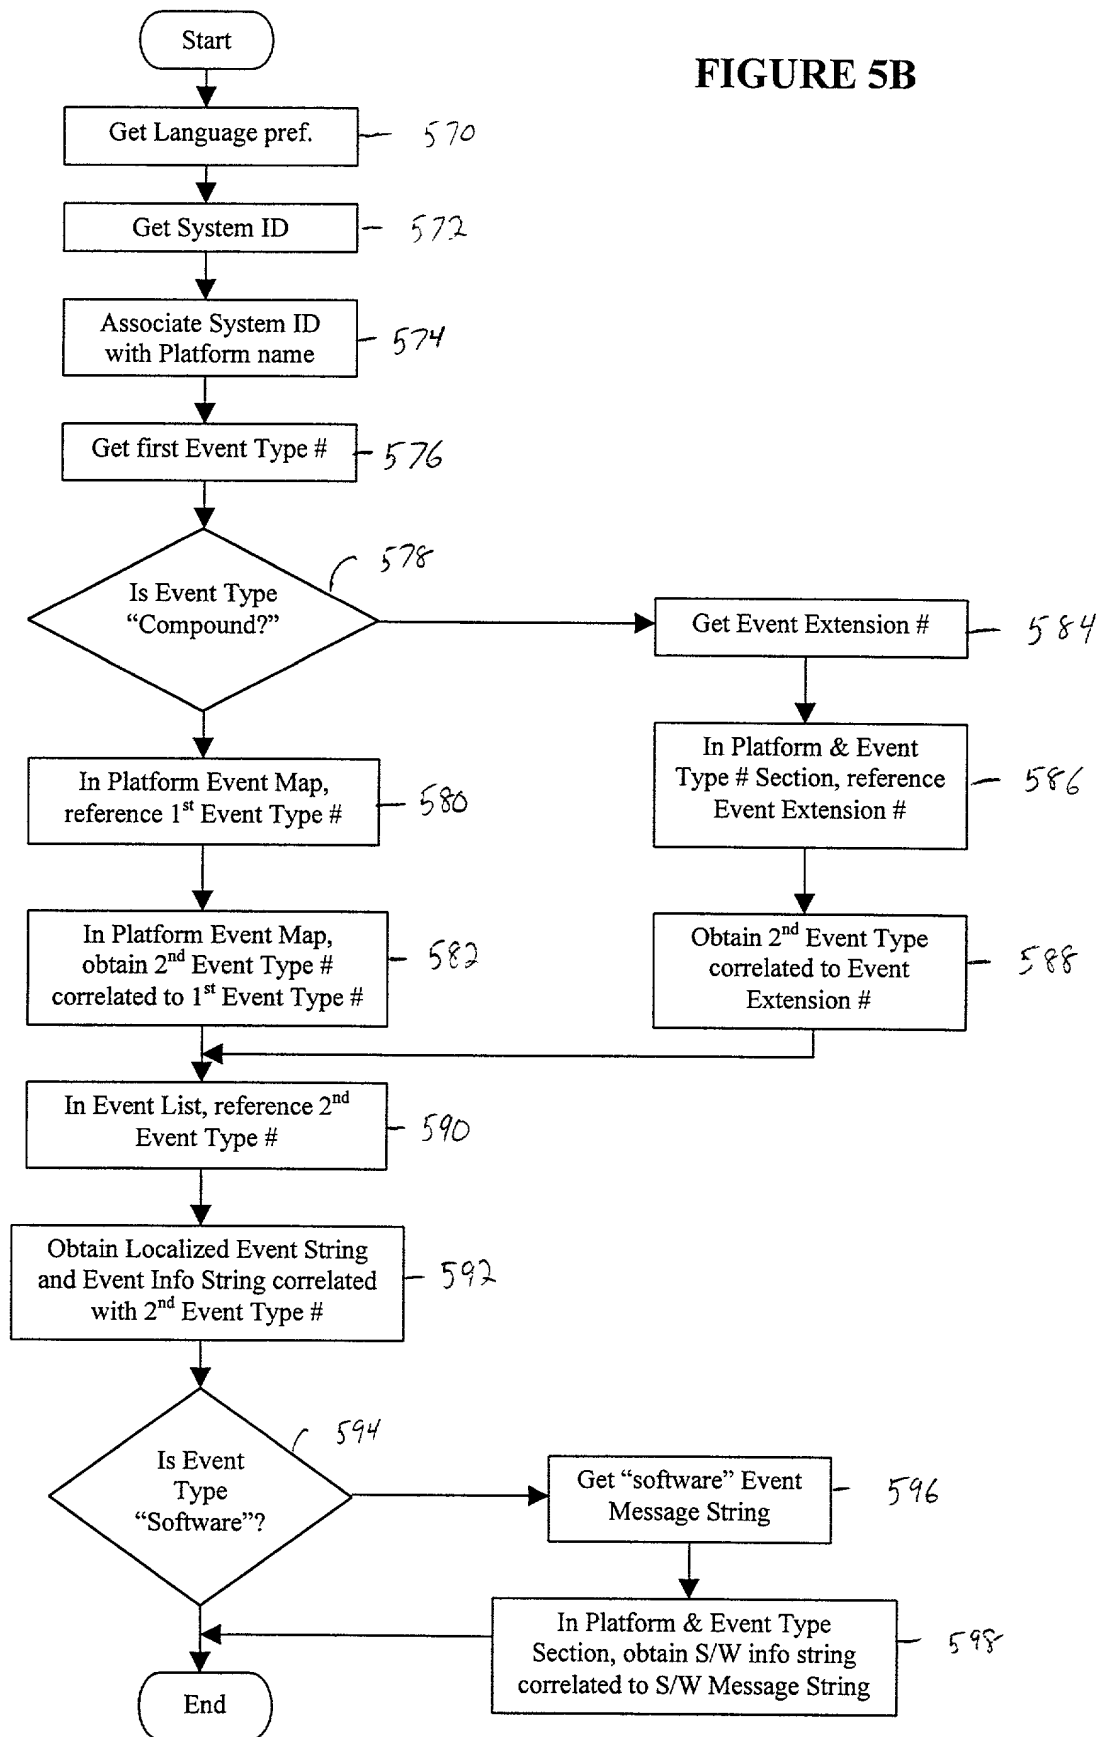 Start
FIGURE 5B
Get Language pref.
570
Get System ID
572
Associate System ID
with Platform name
574
Get first Event Type #
576
578
Is Event Type
“Compound?”
Get Event Extension #
584
In Platform Event Map,
reference 1st Event Type #
580
In Platform & Event
Type # Section, reference
Event Extension #
586
In Platform Event Map,
obtain 2nd Event Type #
correlated to 1st Event Type #
582
Obtain 2nd Event Type
correlated to Event
Extension #
588
In Event List, reference 2nd
Event Type #
590
Obtain Localized Event String
and Event Info String correlated
with 2nd Event Type #
592
594
Is Event
Type
“Software”?
Get “software” Event
Message String
596
In Platform & Event Type
Section, obtain S/W info string
correlated to S/W Message String
598
End